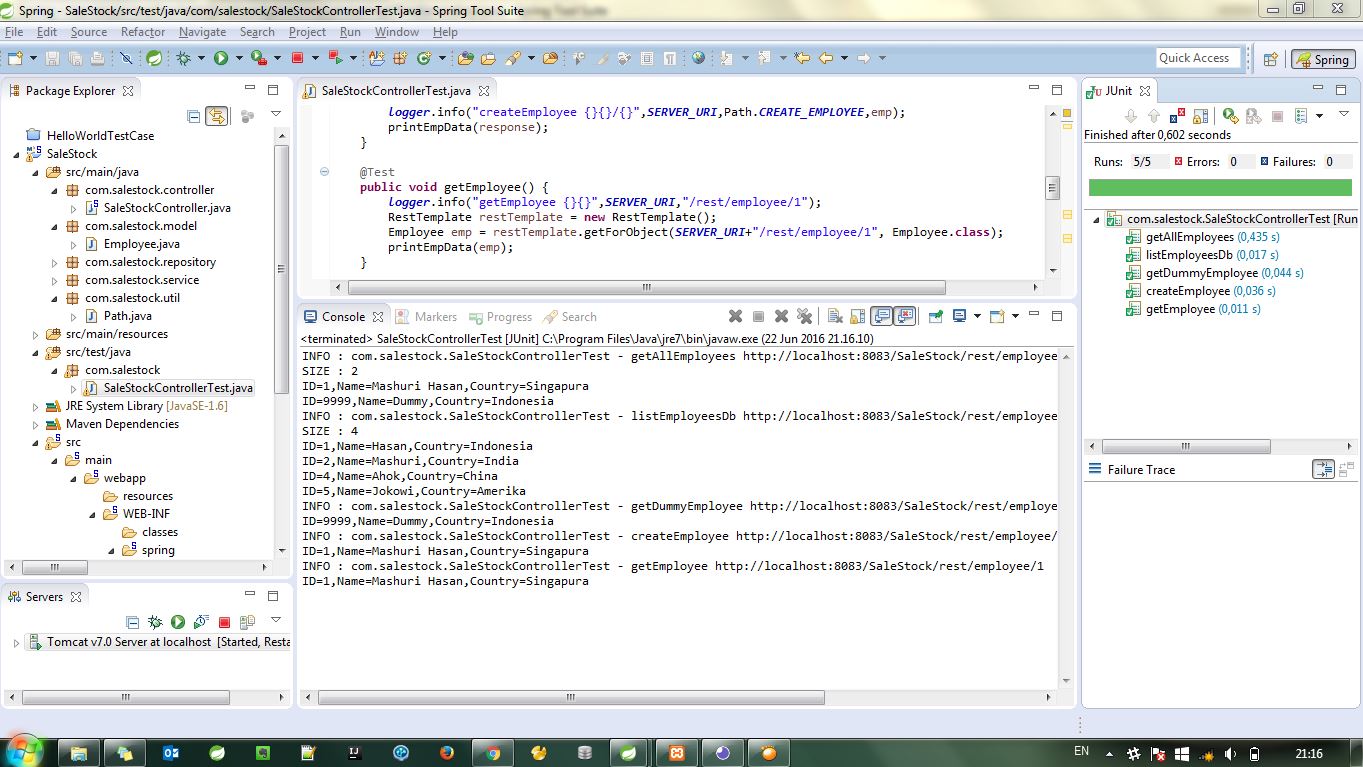 Spring - SaleStock/src/test/java/com/salestock/SaleStockControllerTest.java - Spring Tool Suite
File Edit Source Refactor Navigate Search Project Run Window Help
Quick Access
Spring
Package Explorer
HelloWorldTestCase
SaleStock
src/main/java
com.salestock.controller
SaleStockController.java
com.salestock.model
Employee.java
com.salestock.repository
com.salestock.service
com.salestock.util
Path.java
src/main/resources
src/test/java
com.salestock
SaleStockControllerTest.java
JRE System Library [JavaSE-1.6]
Maven Dependencies
src
main
webapp
resources
WEB-INF
classes
spring
Servers
Tomcat v7.0 Server at localhost [Started, Resta
SaleStockControllerTest.java
logger.info("createEmployee {}{}/{}",SERVER_URI,Path.CREATE_EMPLOYEE,emp);
printEmpData(response);
}
@Test
public void getEmployee() {
logger.info("getEmployee {}{}",SERVER_URI,"/rest/employee/1");
RestTemplate restTemplate = new RestTemplate();
Employee emp = restTemplate.getForObject(SERVER_URI+"/rest/employee/1", Employee.class);
printEmpData(emp);
}
Console Markers Progress Search
<terminated> SaleStockControllerTest [JUnit] C:\Program Files\Java\jre7\bin\javaw.exe (22 Jun 2016 21.16.10)
INFO : com.salestock.SaleStockControllerTest - getAllEmployees http://localhost:8083/SaleStock/rest/employee
SIZE : 2
ID=1,Name=Mashuri Hasan,Country=Singapura
ID=9999,Name=Dummy,Country=Indonesia
INFO : com.salestock.SaleStockControllerTest - listEmployeesDb http://localhost:8083/SaleStock/rest/employee
SIZE : 4
ID=1,Name=Hasan,Country=Indonesia
ID=2,Name=Mashuri,Country=India
ID=4,Name=Ahok,Country=China
ID=5,Name=Jokowi,Country=Amerika
INFO : com.salestock.SaleStockControllerTest - getDummyEmployee http://localhost:8083/SaleStock/rest/employe
ID=9999,Name=Dummy,Country=Indonesia
INFO : com.salestock.SaleStockControllerTest - createEmployee http://localhost:8083/SaleStock/rest/employee/
ID=1,Name=Mashuri Hasan,Country=Singapura
INFO : com.salestock.SaleStockControllerTest - getEmployee http://localhost:8083/SaleStock/rest/employee/1
ID=1,Name=Mashuri Hasan,Country=Singapura
JUnit
Finished after 0,602 seconds
Runs: 5/5 Errors: 0 Failures: 0
com.salestock.SaleStockControllerTest [Run
getAllEmployees (0,435 s)
listEmployeesDb (0,017 s)
getDummyEmployee (0,044 s)
createEmployee (0,036 s)
getEmployee (0,011 s)
Failure Trace
EN
21:16